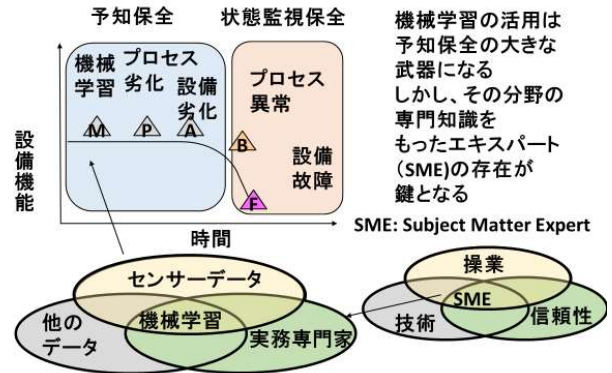 予知保全
状態監視保全
機械
学習
プロセス
劣化
設備
劣化
プロセス
異常
設備
故障
M
P
A
B
F
設備機能
時間
機械学習の活用は
予知保全の大きな
武器になる
しかし、その分野の
専門知識を
もったエキスパート
(SME)の存在が
鍵となる
SME: Subject Matter Expert
センサーデータ
機械学習
他の
データ
実務専門家
操業
SME
技術
信頼性